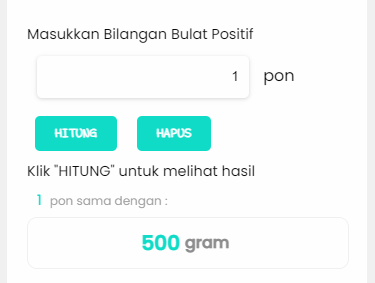 Masukkan Bilangan Bulat Positif
1 pon
HITUNG HAPUS
Klik "HITUNG" untuk melihat hasil
1 pon sama dengan :
500 gram